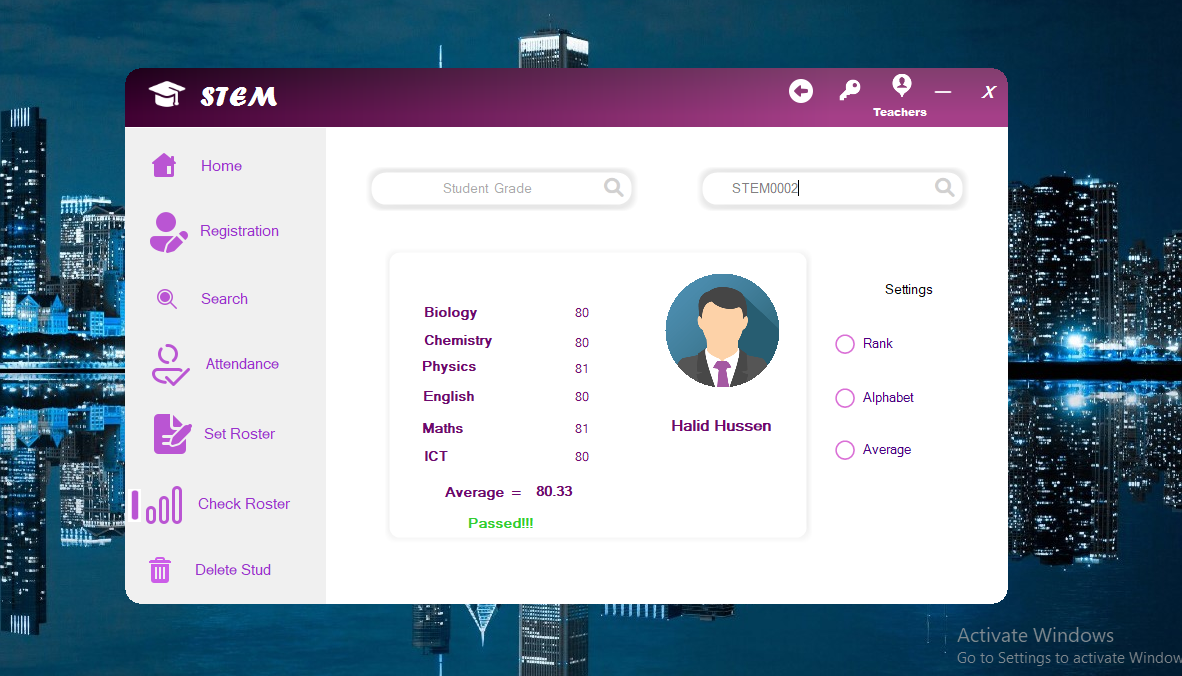 STEM
Teachers
X
Home
Registration
Search
Attendance
Set Roster
Check Roster
Delete Stud
Student Grade
STEM0002
Biology 80
Chemistry 80
Physics 81
English 80
Maths 81
ICT 80
Average = 80.33
Passed!!!
Halid Hussen
Settings
Rank
Alphabet
Average
Activate Windows
Go to Settings to activate Window